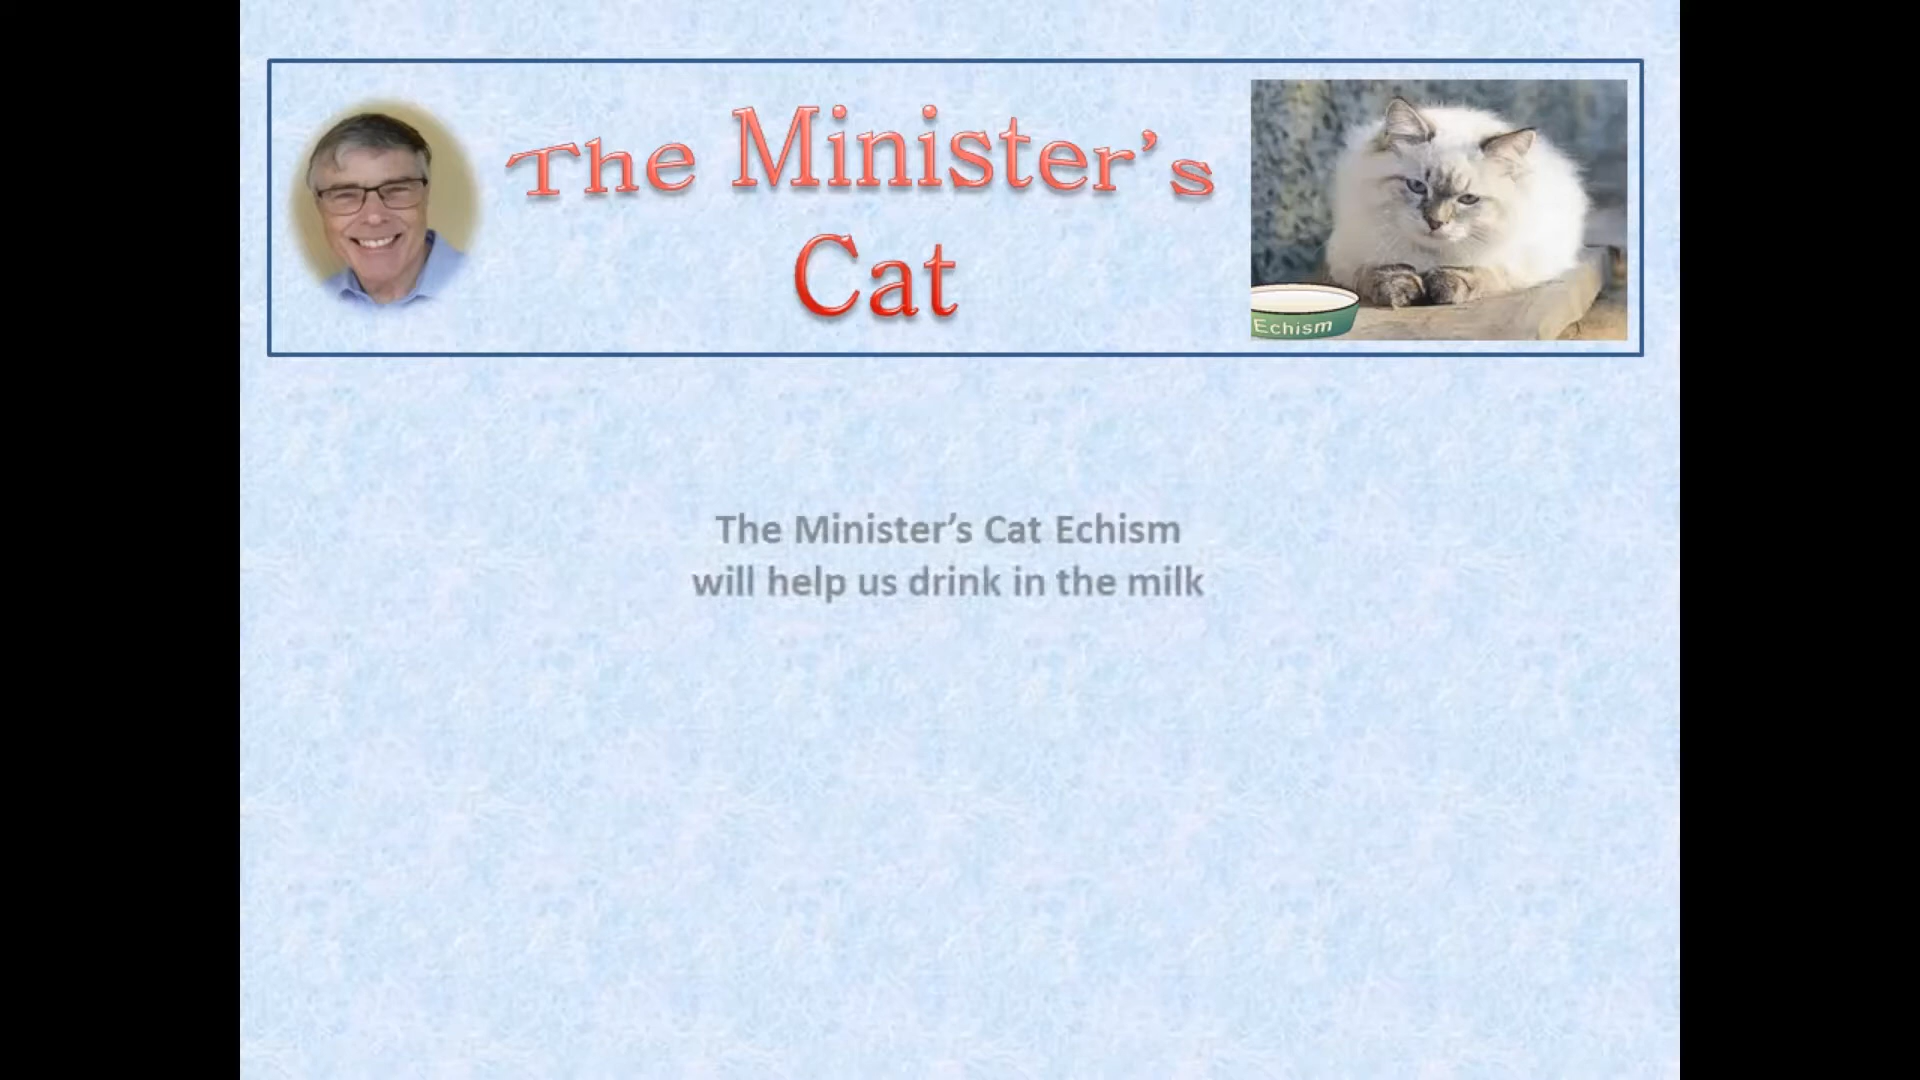 The Minister’s
Cat
Echism
The Minister’s Cat Echism
will help us drink in the milk